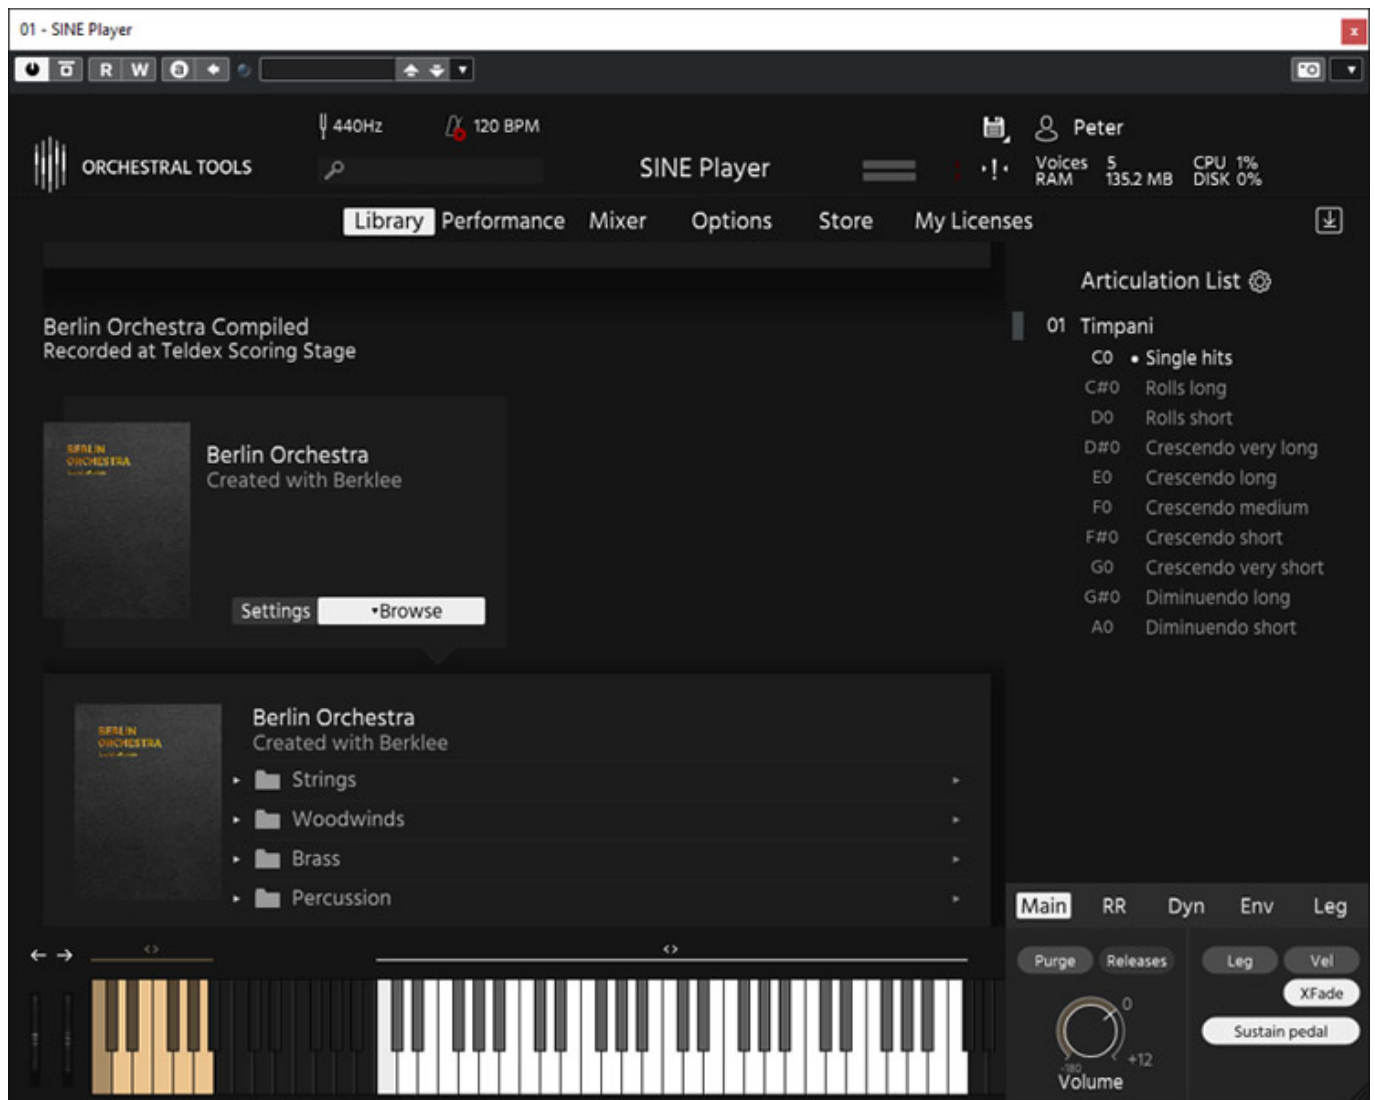 01 - SINE Player
x
R W
440Hz
120 BPM
Peter
ORCHESTRAL TOOLS
SINE Player
Voices 5
RAM 135.2 MB
CPU 1%
DISK 0%
Library Performance Mixer Options Store My Licenses
Articulation List
Berlin Orchestra Compiled
Recorded at Teldex Scoring Stage
01 Timpani
C0 • Single hits
C#0 Rolls long
D0 Rolls short
D#0 Crescendo very long
E0 Crescendo long
F0 Crescendo medium
F#0 Crescendo short
G0 Crescendo very short
G#0 Diminuendo long
A0 Diminuendo short
BERLIN
ORCHESTRA
Berlin Orchestra
Created with Berklee
Settings
Browse
BERLIN
ORCHESTRA
Berlin Orchestra
Created with Berklee
Strings
Woodwinds
Brass
Percussion
Main RR Dyn Env Leg
Purge Releases Leg Vel
XFade
Sustain pedal
0
-180
+12
Volume